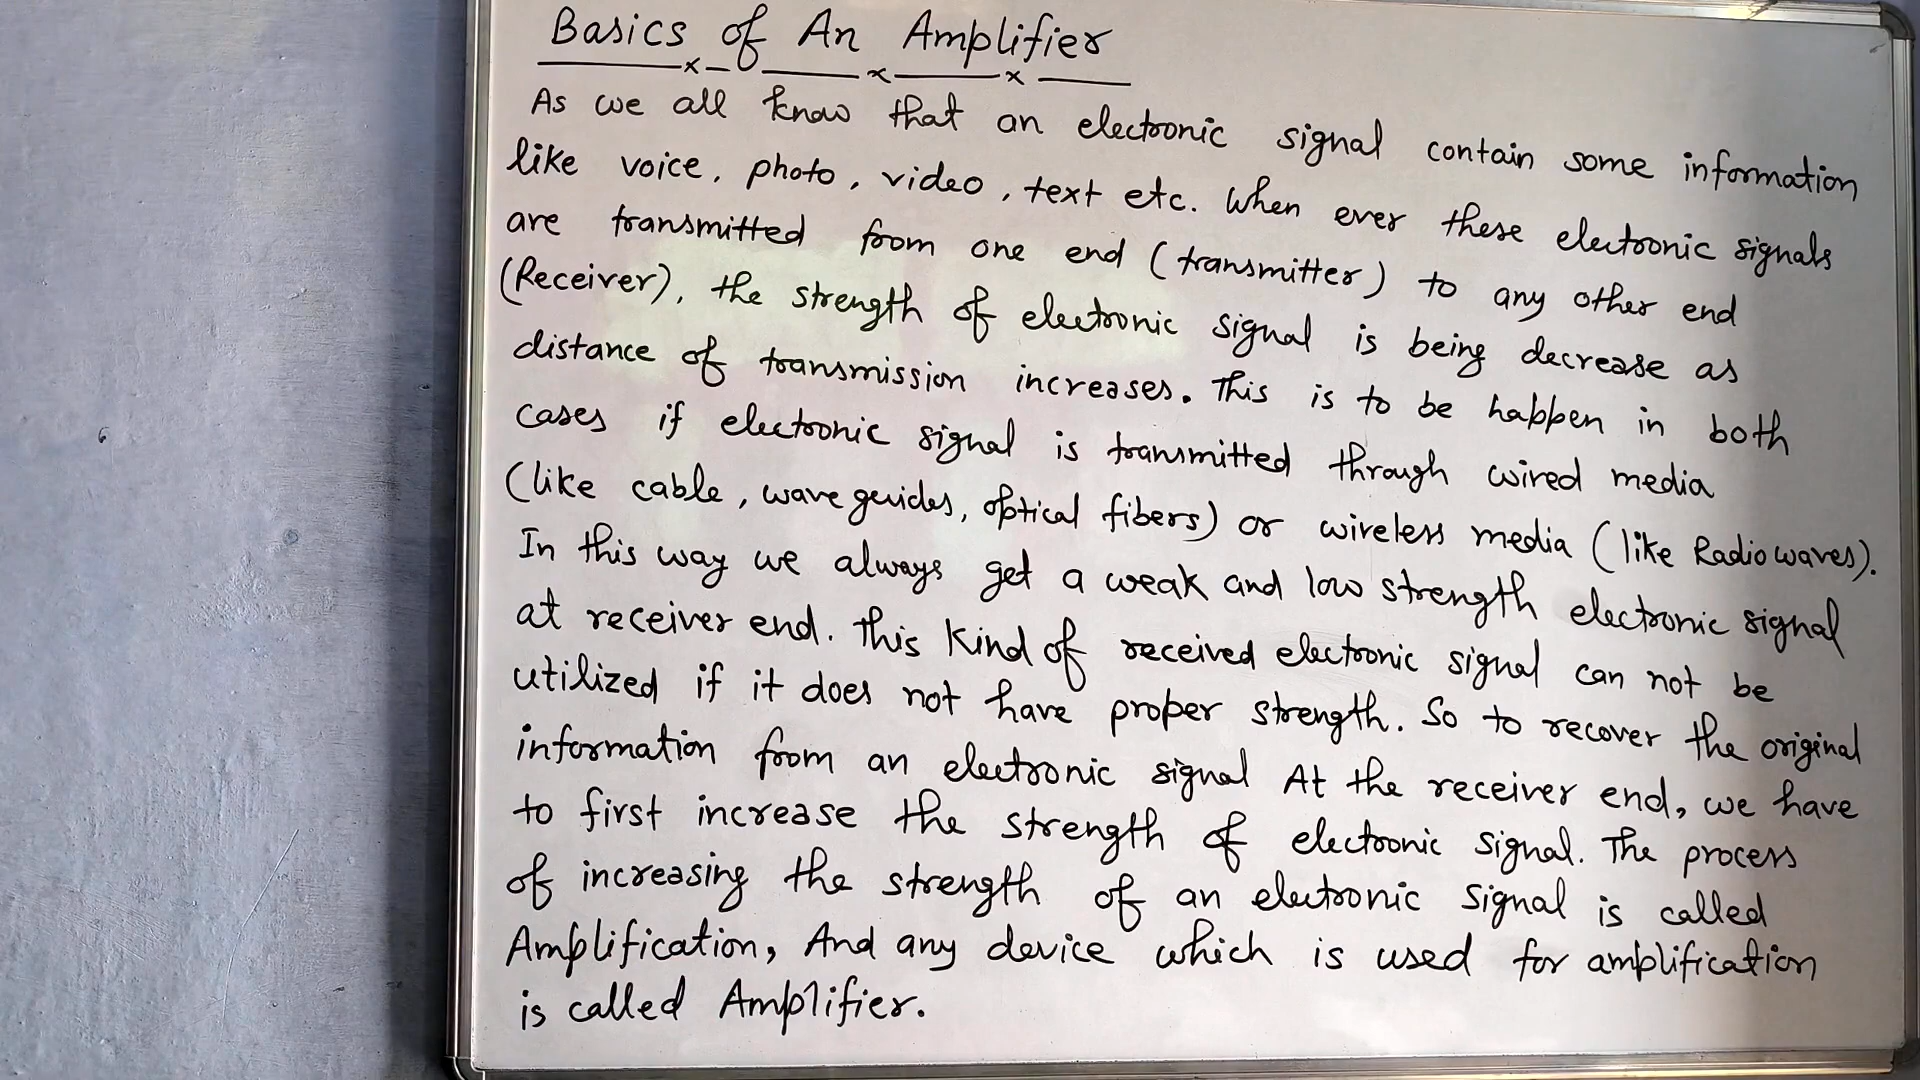 Basics of An Amplifier
As we all know that an electronic signal contain some information
like voice, photo, video, text etc. When ever these electronic signals
are transmitted from one end (transmitter) to any other end
(Receiver), the strength of electronic signal is being decrease as
distance of transmission increases. This is to be happen in both
cases if electronic signal is transmitted through wired media
(like cable, wave guides, optical fibers) or wireless media (like Radio waves).
In this way we always get a weak and low strength electronic signal
at receiver end. This Kind of received electronic signal can not be
utilized if it does not have proper strength. So to recover the original
information from an electronic signal At the receiver end, we have
to first increase the strength of electronic signal. The process
of increasing the strength of an electronic signal is called
Amplification, And any device which is used for amplification
is called Amplifier.